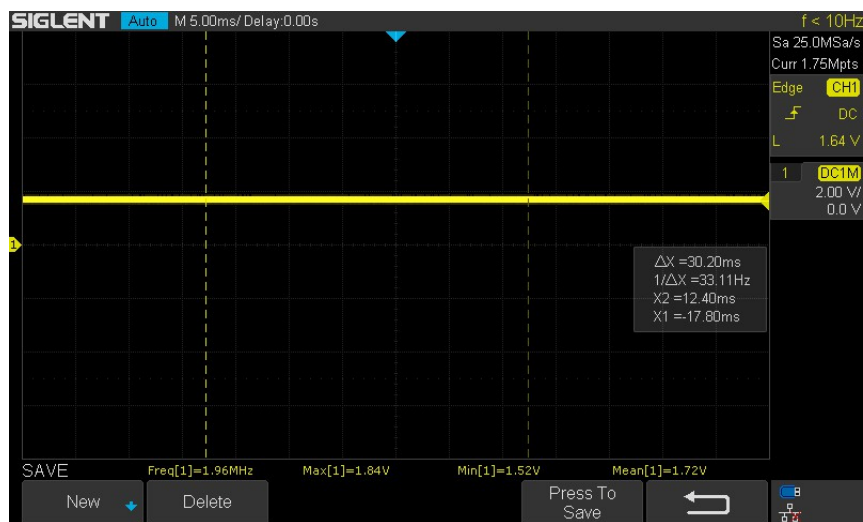 SIGLENT Auto M 5.00ms/ Delay:0.00s f < 10Hz
Sa 25.0MSa/s
Curr 1.75Mpts
Edge CH1
DC
L 1.64 V
1 DC1M
2.00 V/
0.0 V
1
ΔX =30.20ms
1/ΔX =33.11Hz
X2 =12.40ms
X1 =-17.80ms
SAVE Freq[1]=1.96MHz Max[1]=1.84V Min[1]=1.52V Mean[1]=1.72V
New Delete Press To
Save